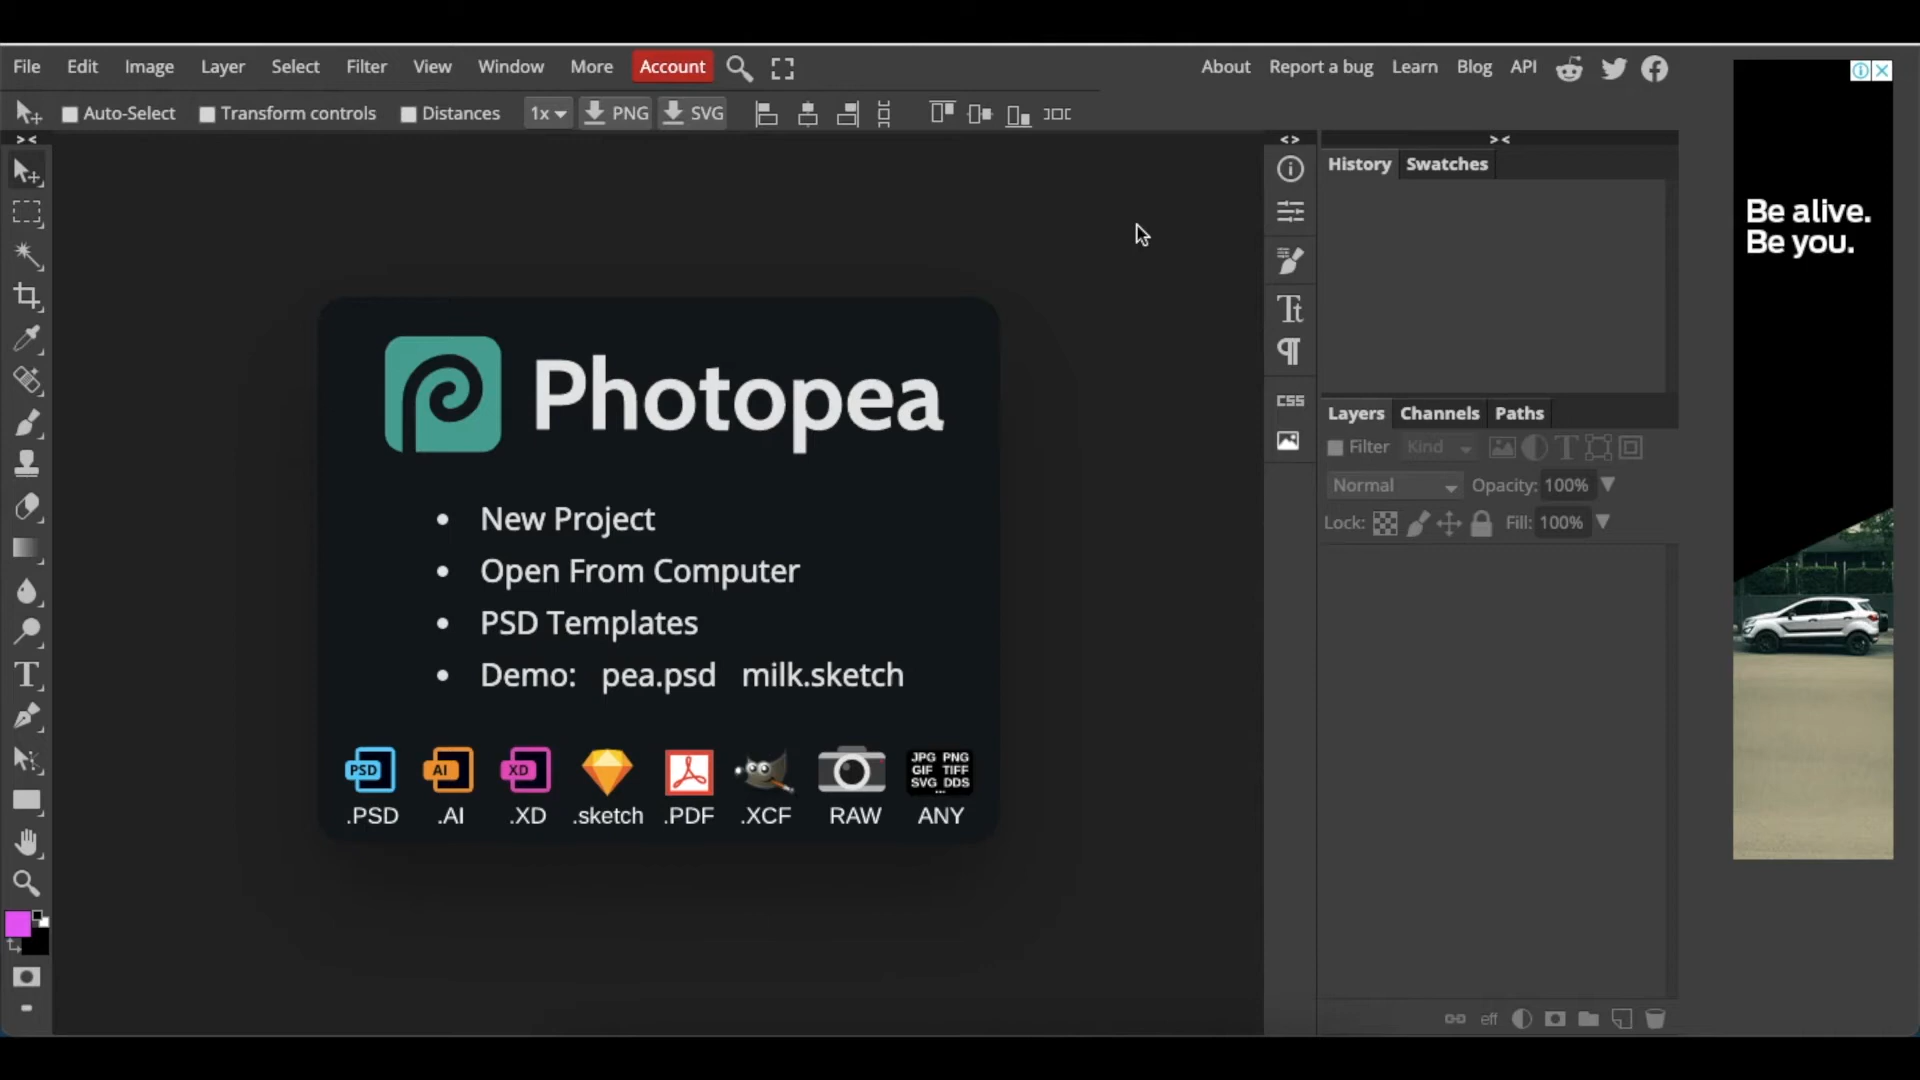 File Edit Image Layer Select Filter View Window More Account About Report a bug Learn Blog API
Auto-Select Transform controls Distances 1x PNG SVG
> < < > > <
History Swatches
Be alive.
Be you.
Tt
CSS
Photopea
Layers Channels Paths
Filter Kind T
Normal Opacity: 100%
Lock: Fill: 100%
• New Project
• Open From Computer
• PSD Templates
• Demo: pea.psd milk.sketch
T
PSD AI XD JPG PNG
GIF TIFF
SVG DDS
...
.PSD .AI .XD .sketch .PDF .XCF RAW ANY
eff